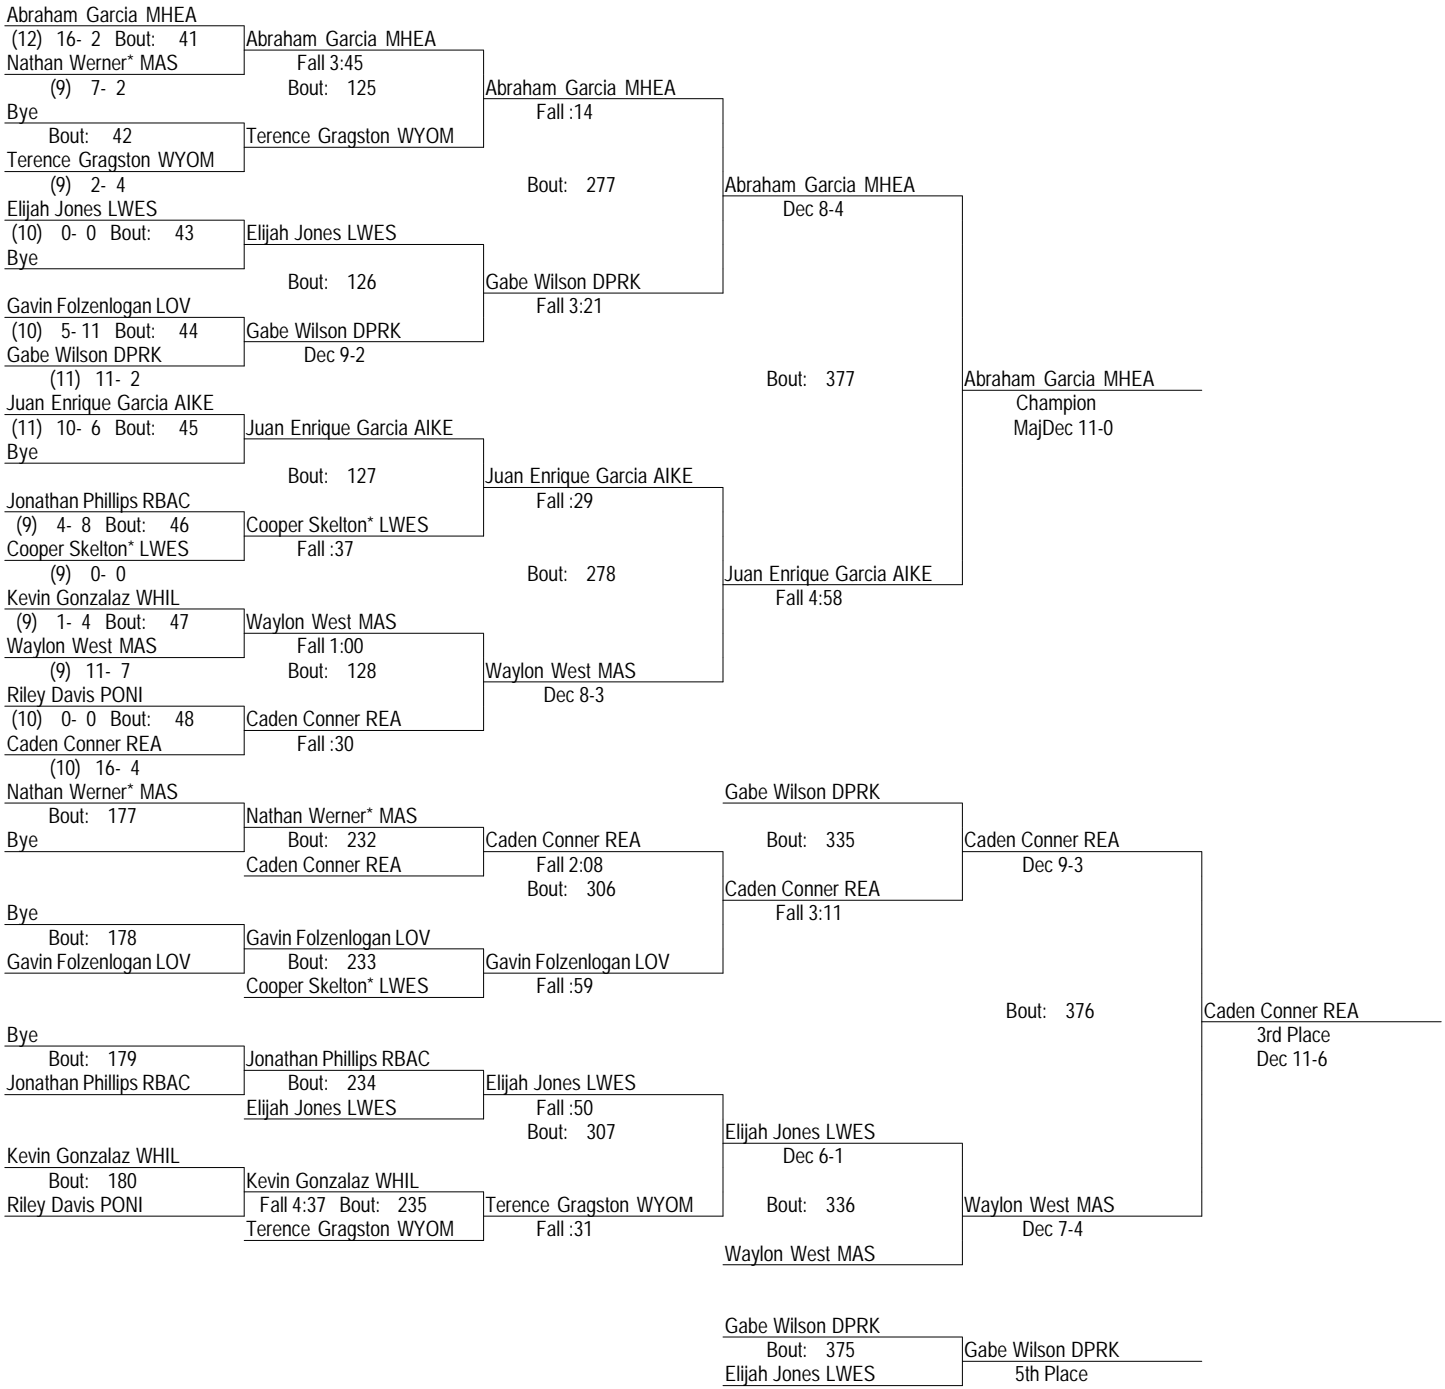 Abraham Garcia MHEA
(12) 16- 2 Bout: 41 Abraham Garcia MHEA
Nathan Werner* MAS Fall 3:45
(9) 7- 2 Bout: 125 Abraham Garcia MHEA
Bye Fall :14
Bout: 42 Terence Gragston WYOM
Terence Gragston WYOM
(9) 2- 4 Bout: 277 Abraham Garcia MHEA
Elijah Jones LWES Dec 8-4
(10) 0- 0 Bout: 43 Elijah Jones LWES
Bye
Bout: 126 Gabe Wilson DPRK
Gavin Folzenlogan LOV Fall 3:21
(10) 5- 11 Bout: 44 Gabe Wilson DPRK
Gabe Wilson DPRK Dec 9-2
(11) 11- 2 Bout: 377 Abraham Garcia MHEA
Juan Enrique Garcia AIKE Champion
(11) 10- 6 Bout: 45 Juan Enrique Garcia AIKE MajDec 11-0
Bye
Bout: 127 Juan Enrique Garcia AIKE
Jonathan Phillips RBAC Fall :29
(9) 4- 8 Bout: 46 Cooper Skelton* LWES
Cooper Skelton* LWES Fall :37
(9) 0- 0 Bout: 278 Juan Enrique Garcia AIKE
Kevin Gonzalaz WHIL Fall 4:58
(9) 1- 4 Bout: 47 Waylon West MAS
Waylon West MAS Fall 1:00
(9) 11- 7 Bout: 128 Waylon West MAS
Riley Davis PONI Dec 8-3
(10) 0- 0 Bout: 48 Caden Conner REA
Caden Conner REA Fall :30
(10) 16- 4
Nathan Werner* MAS Gabe Wilson DPRK
Bout: 177 Nathan Werner* MAS
Bye Bout: 232 Caden Conner REA Bout: 335 Caden Conner REA
Caden Conner REA Fall 2:08 Dec 9-3
Bout: 306 Caden Conner REA
Bye Fall 3:11
Bout: 178 Gavin Folzenlogan LOV
Gavin Folzenlogan LOV Bout: 233 Gavin Folzenlogan LOV
Cooper Skelton* LWES Fall :59
Bout: 376 Caden Conner REA
Bye 3rd Place
Bout: 179 Jonathan Phillips RBAC Dec 11-6
Jonathan Phillips RBAC Bout: 234 Elijah Jones LWES
Elijah Jones LWES Fall :50
Bout: 307 Elijah Jones LWES
Kevin Gonzalaz WHIL Dec 6-1
Bout: 180 Kevin Gonzalaz WHIL
Riley Davis PONI Fall 4:37 Bout: 235 Terence Gragston WYOM Bout: 336 Waylon West MAS
Terence Gragston WYOM Fall :31 Dec 7-4
Waylon West MAS
Gabe Wilson DPRK
Bout: 375 Gabe Wilson DPRK
Elijah Jones LWES 5th Place